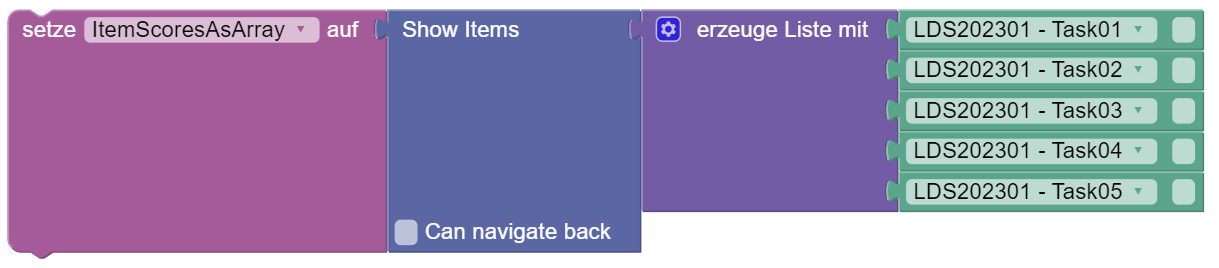 setze ItemScoresAsArray auf Show Items erzeuge Liste mit LDS202301 - Task01
LDS202301 - Task02
LDS202301 - Task03
LDS202301 - Task04
LDS202301 - Task05
Can navigate back